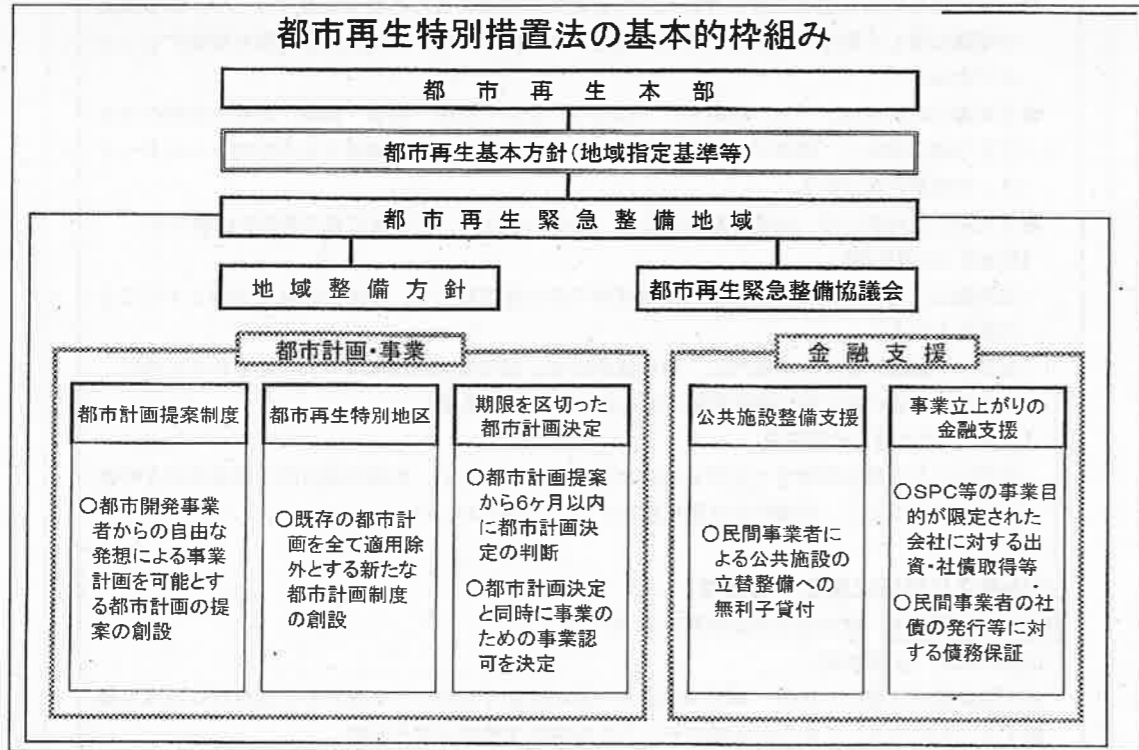 都市再生特別措置法の基本的枠組み
都市再生本部
都市再生基本方針(地域指定基準等)
都市再生緊急整備地域
地域整備方針
都市再生緊急整備協議会
都市計画・事業
都市計画提案制度
○都市開発事業
者からの自由な
発想による事業
計画を可能とす
る都市計画の提
案の創設
都市再生特別地区
○既存の都市計
画を全て適用除
外とする新たな
都市計画制度
の創設
期限を区切った
都市計画決定
○都市計画提案
から6ヶ月以内
に都市計画決
定の判断
○都市計画決定
と同時に事業の
ための事業認
可を決定
金融支援
公共施設整備支援
○民間事業者に
よる公共施設の
立替整備への
無利子貸付
事業立上がりの
金融支援
○SPC等の事業目
的が限定された
会社に対する出
資・社債取得等
○民間事業者の社
債の発行等に対
する債務保証